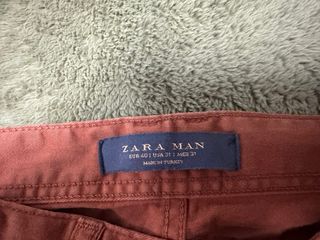 ZARA MAN
EUR 40 | USA 31 | MEX 31
MADE IN TURKEY